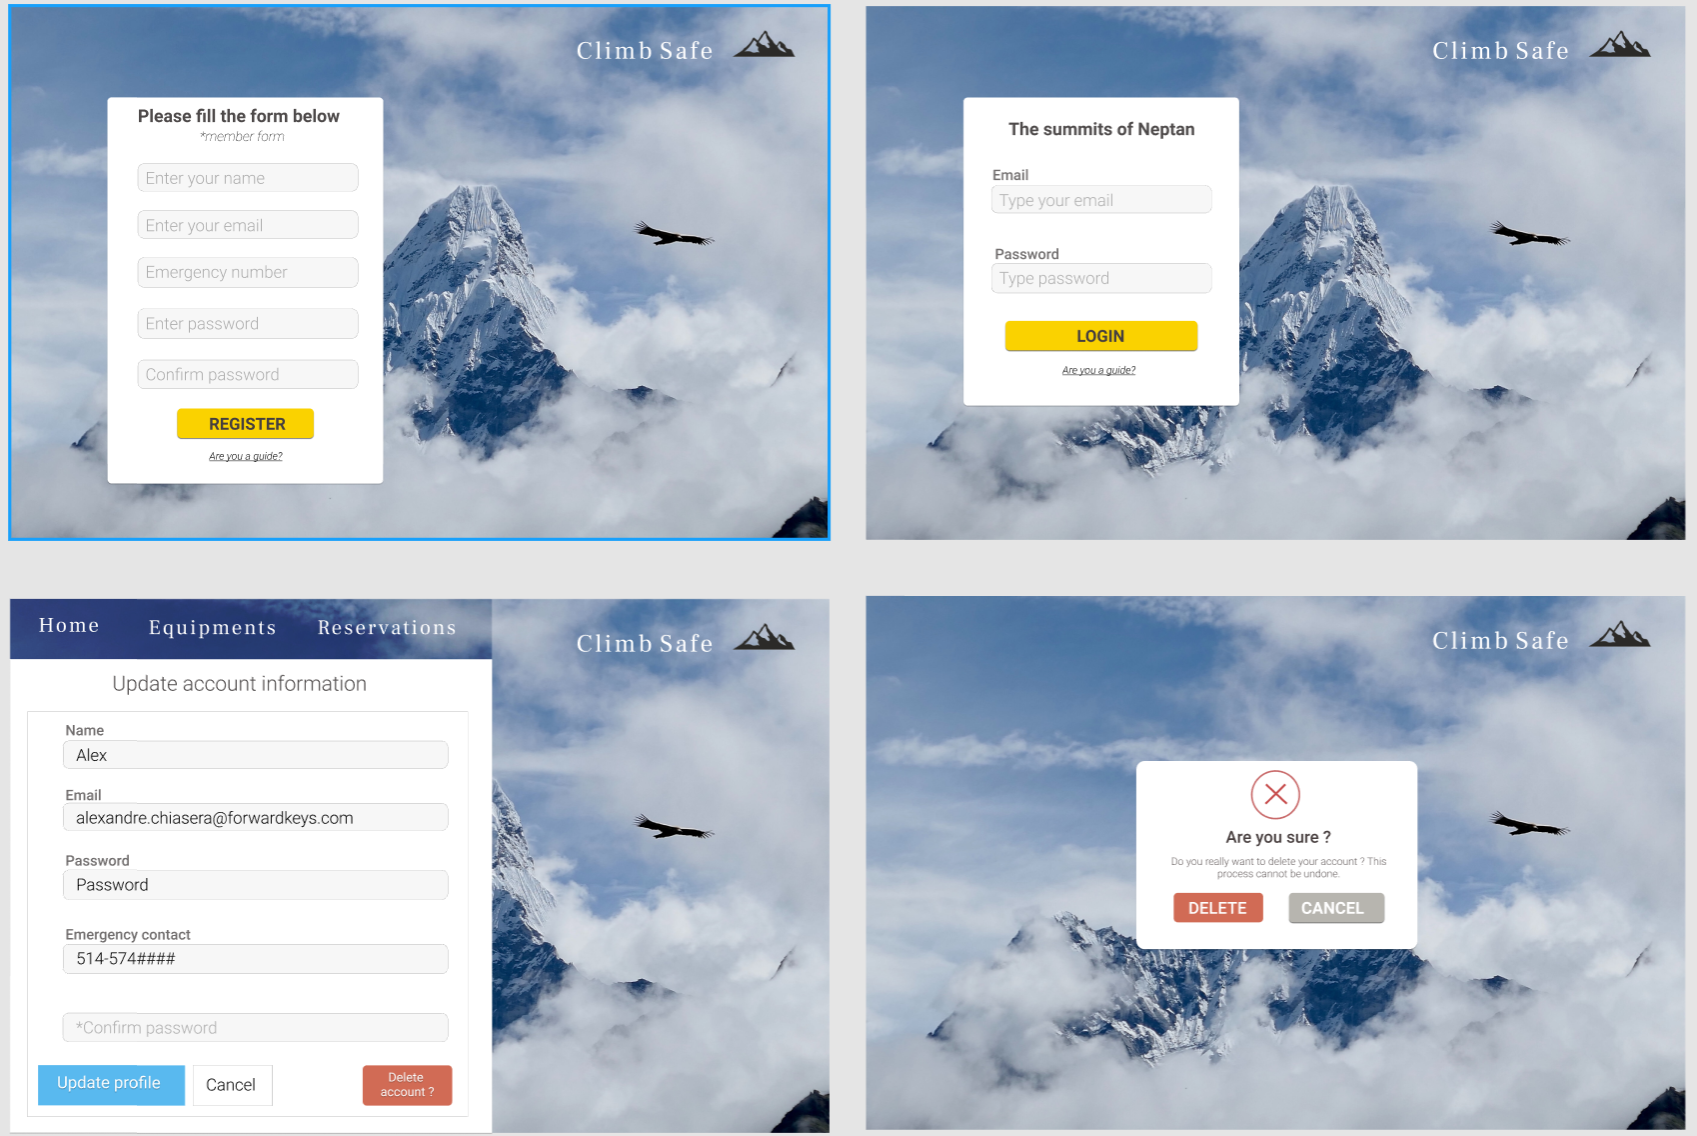 Climb Safe
Please fill the form below
*member form
Enter your name
Enter your email
Emergency number
Enter password
Confirm password
REGISTER
Are you a guide?
Climb Safe
The summits of Neptan
Email
Type your email
Password
Type password
LOGIN
Are you a guide?
Home Equipments Reservations
Climb Safe
Update account information
Name
Alex
Email
alexandre.chiasera@forwardkeys.com
Password
Password
Emergency contact
514-574####
*Confirm password
Update profile Cancel
Delete
account ?
Climb Safe
Are you sure ?
Do you really want to delete your account ? This
process cannot be undone.
DELETE CANCEL